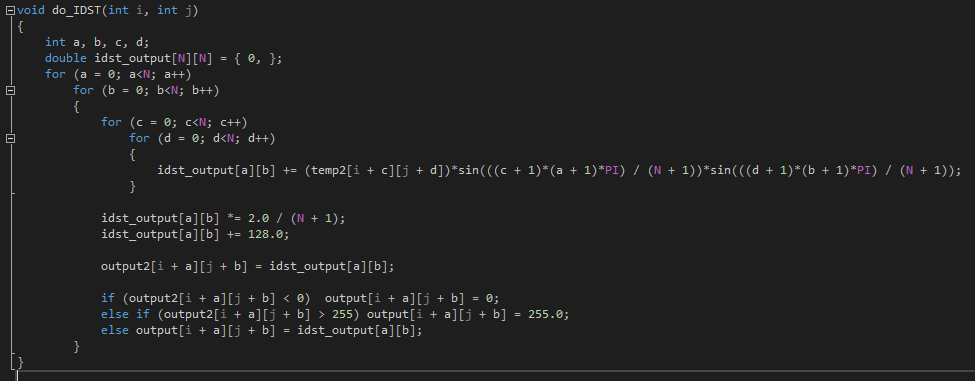 void do_IDST(int i, int j)
{
    int a, b, c, d;
    double idst_output[N][N] = { 0, };
    for (a = 0; a<N; a++)
        for (b = 0; b<N; b++)
        {
            for (c = 0; c<N; c++)
                for (d = 0; d<N; d++)
                {
                    idst_output[a][b] += (temp2[i + c][j + d])*sin(((c + 1)*(a + 1)*PI) / (N + 1))*sin(((d + 1)*(b + 1)*PI) / (N + 1));
                }
            idst_output[a][b] *= 2.0 / (N + 1);
            idst_output[a][b] += 128.0;
            output2[i + a][j + b] = idst_output[a][b];
            if (output2[i + a][j + b] < 0)  output[i + a][j + b] = 0;
            else if (output2[i + a][j + b] > 255) output[i + a][j + b] = 255.0;
            else output[i + a][j + b] = idst_output[a][b];
        }
}